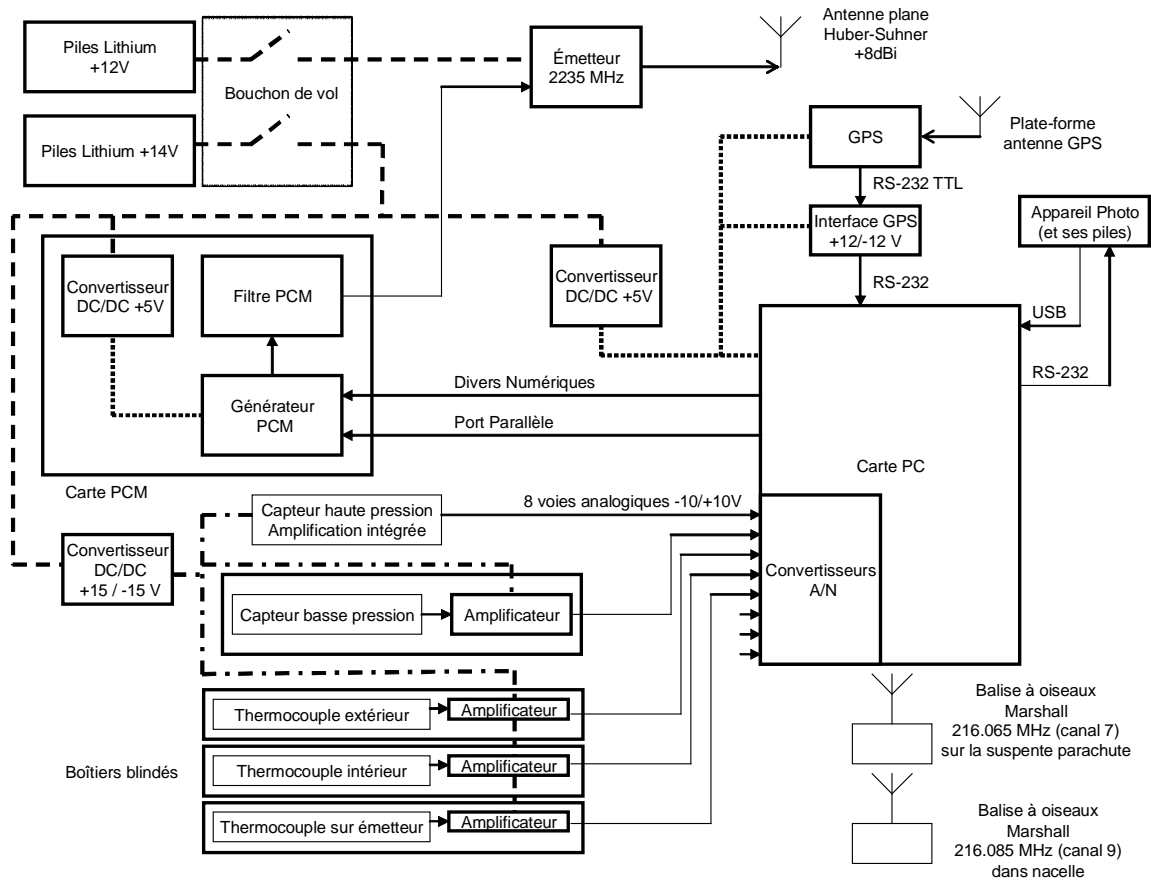 Piles Lithium
+12V
Bouchon de vol
Piles Lithium +14V
Émetteur
2235 MHz
Antenne plane
Huber-Suhner
+8dBi
GPS
Plate-forme
antenne GPS
RS-232 TTL
Interface GPS
+12/-12 V
RS-232
Appareil Photo
(et ses piles)
USB
RS-232
Convertisseur
DC/DC +5V
Filtre PCM
Convertisseur
DC/DC +5V
Générateur
PCM
Divers Numériques
Port Parallèle
Carte PC
Carte PCM
Capteur haute pression
Amplification intégrée
8 voies analogiques -10/+10V
Convertisseur
DC/DC
+15 / -15 V
Convertisseurs
A/N
Capteur basse pression
Amplificateur
Thermocouple extérieur
Amplificateur
Boîtiers blindés
Thermocouple intérieur
Amplificateur
Thermocouple sur émetteur
Amplificateur
Balise à oiseaux
Marshall
216.065 MHz (canal 7)
sur la suspente parachute
Balise à oiseaux
Marshall
216.085 MHz (canal 9)
dans nacelle